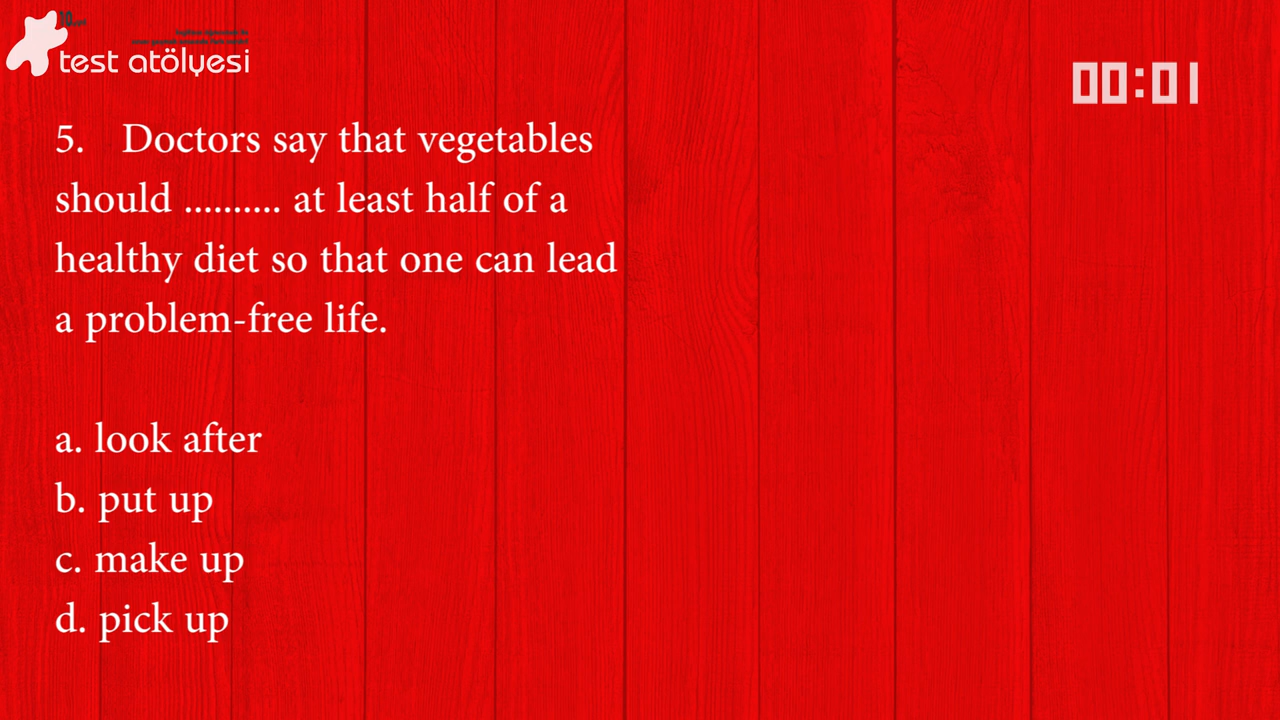 test atölyesi
00:01
5. Doctors say that vegetables
should .......... at least half of a
healthy diet so that one can lead
a problem-free life.
a. look after
b. put up
c. make up
d. pick up